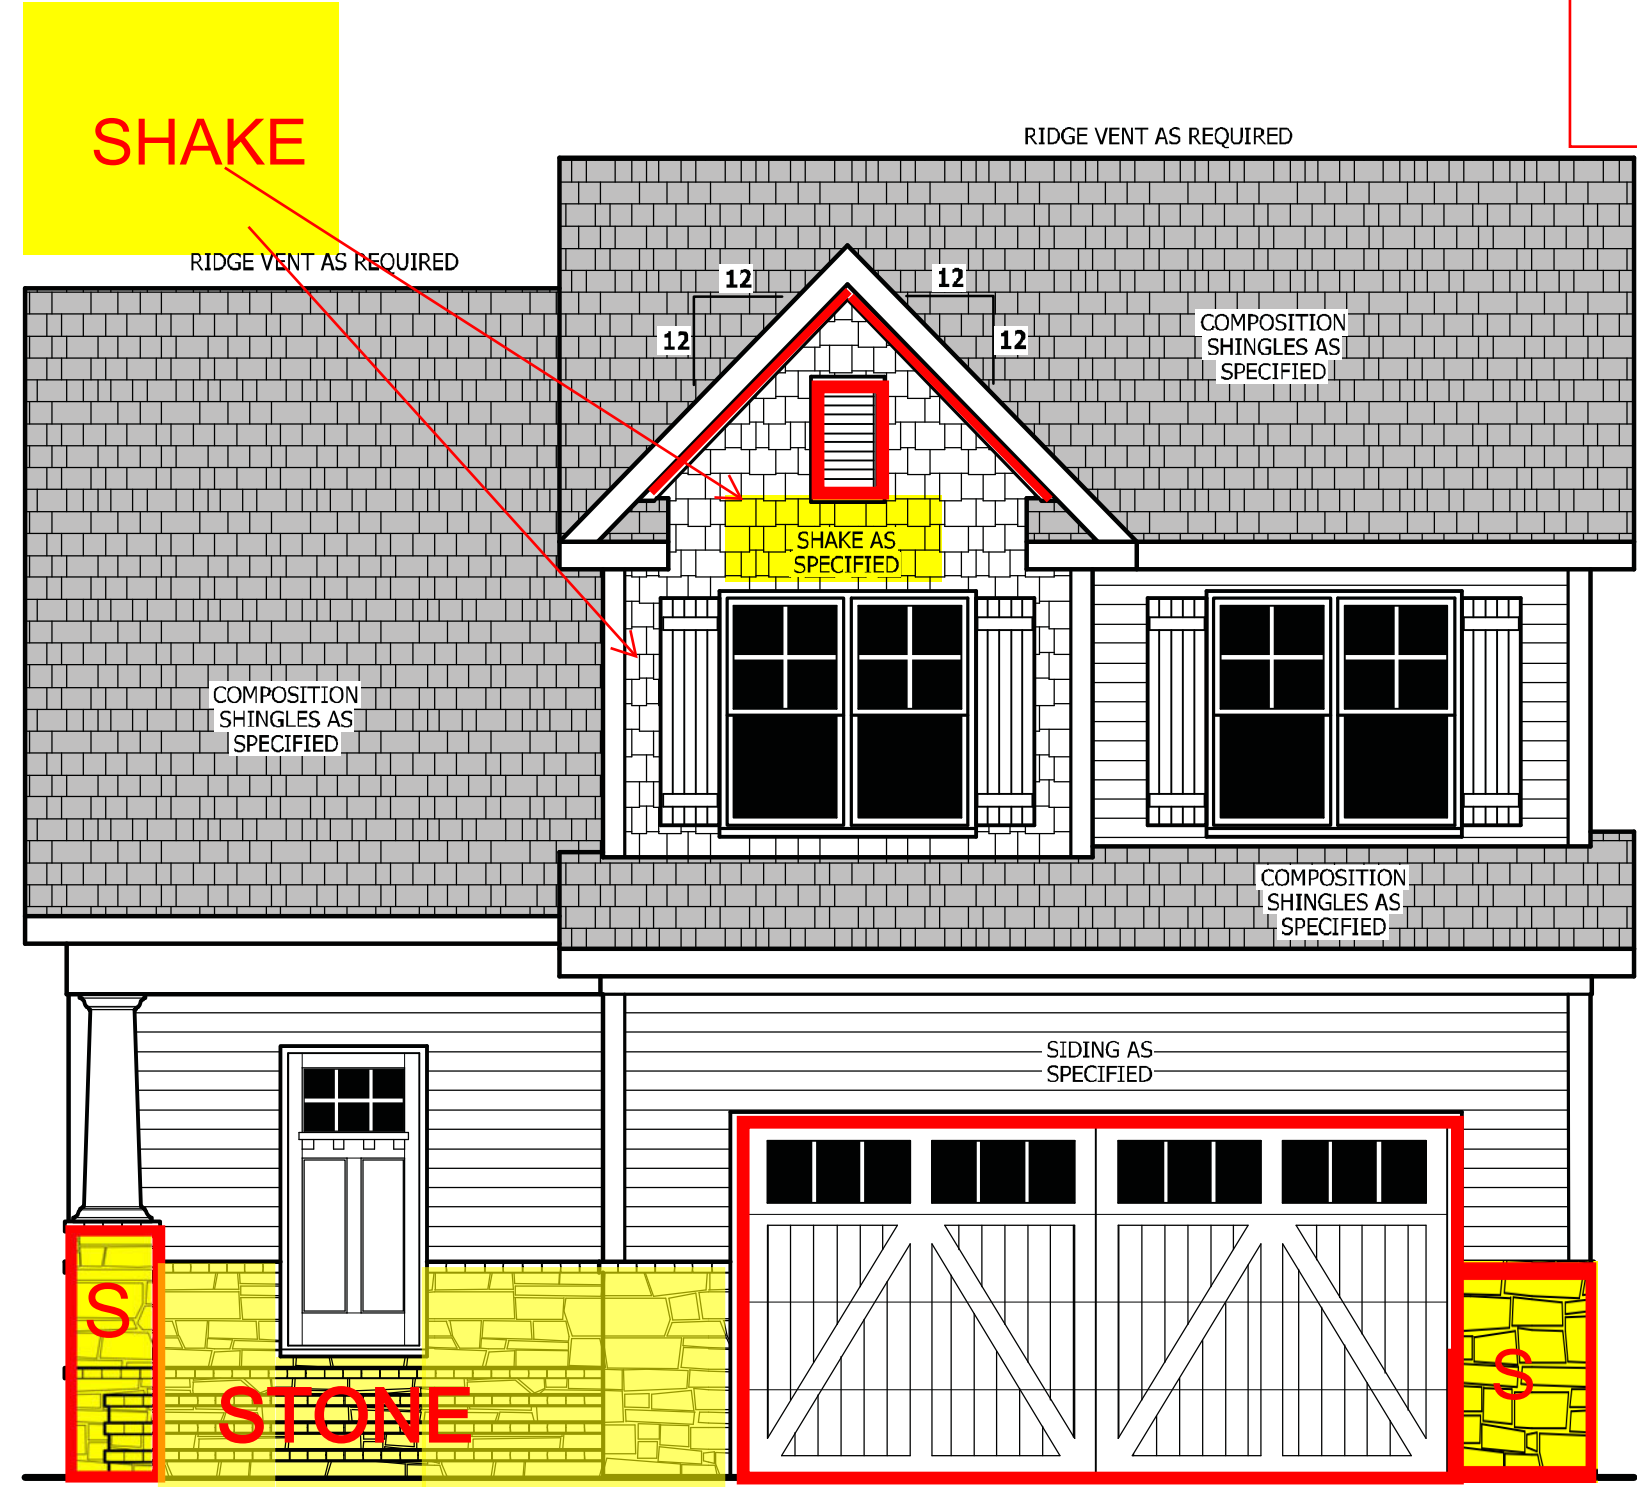 SHAKE
RIDGE VENT AS REQUIRED
RIDGE VENT AS REQUIRED
12
12
12
12
COMPOSITION
SHINGLES AS
SPECIFIED
SHAKE AS
SPECIFIED
COMPOSITION
SHINGLES AS
SPECIFIED
COMPOSITION
SHINGLES AS
SPECIFIED
SIDING AS
SPECIFIED
S
STONE
S